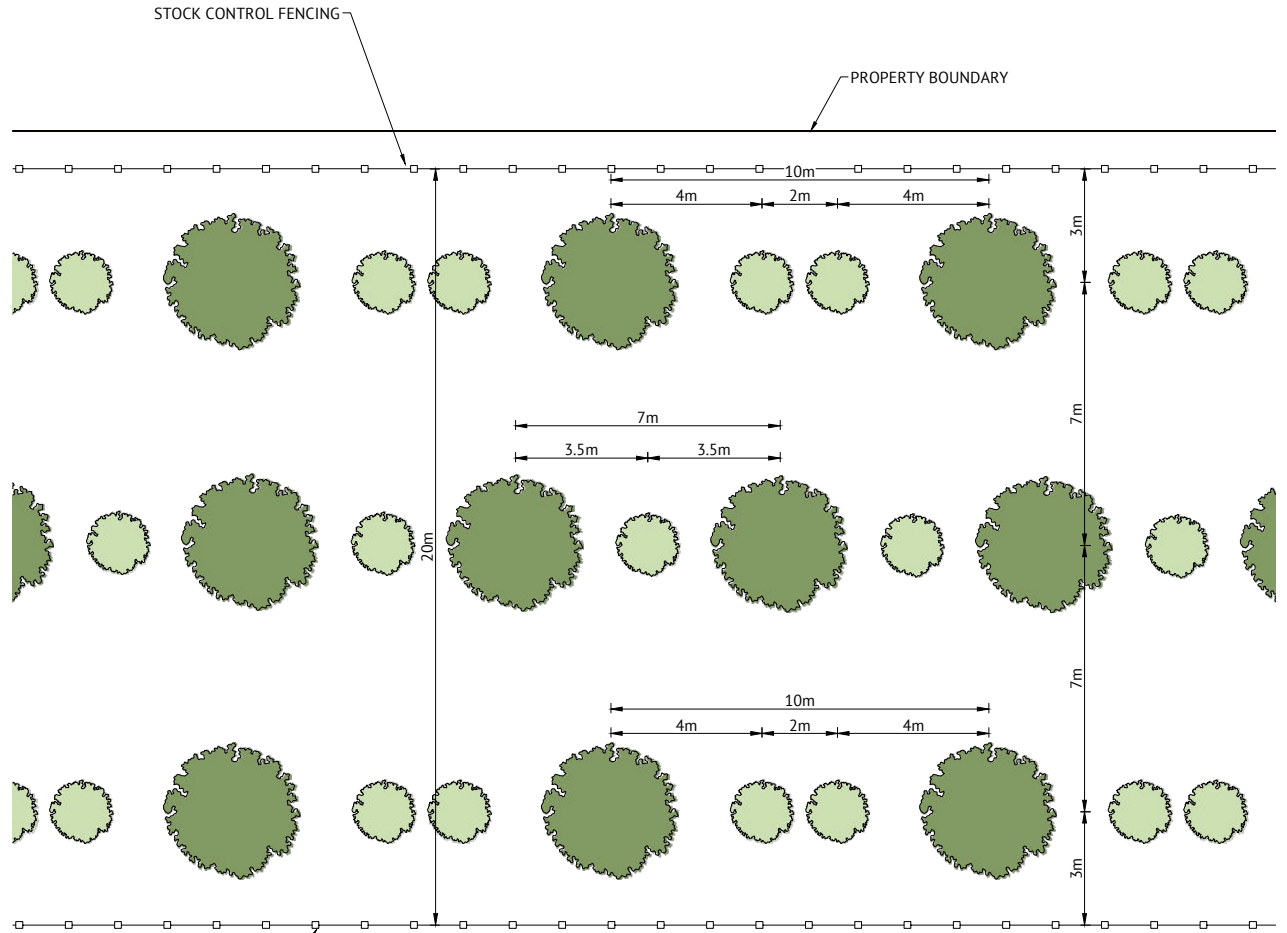 STOCK CONTROL FENCING
PROPERTY BOUNDARY
10m
4m 2m 4m
3m
7m
7m
3.5m 3.5m
20m
7m
10m
4m 2m 4m
3m